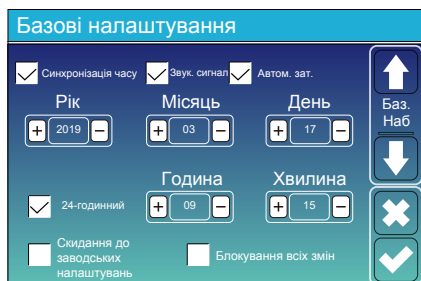 Базові налаштування
Синхронізація часу Звук. сигнал Автом. зат.
Рік Місяць День
+ 2019 − + 03 − + 17 −
Баз.
Наб
Година Хвилина
24-годинний + 09 − + 15 −
Скидання до
заводських
налаштувань
Блокування всіх змін